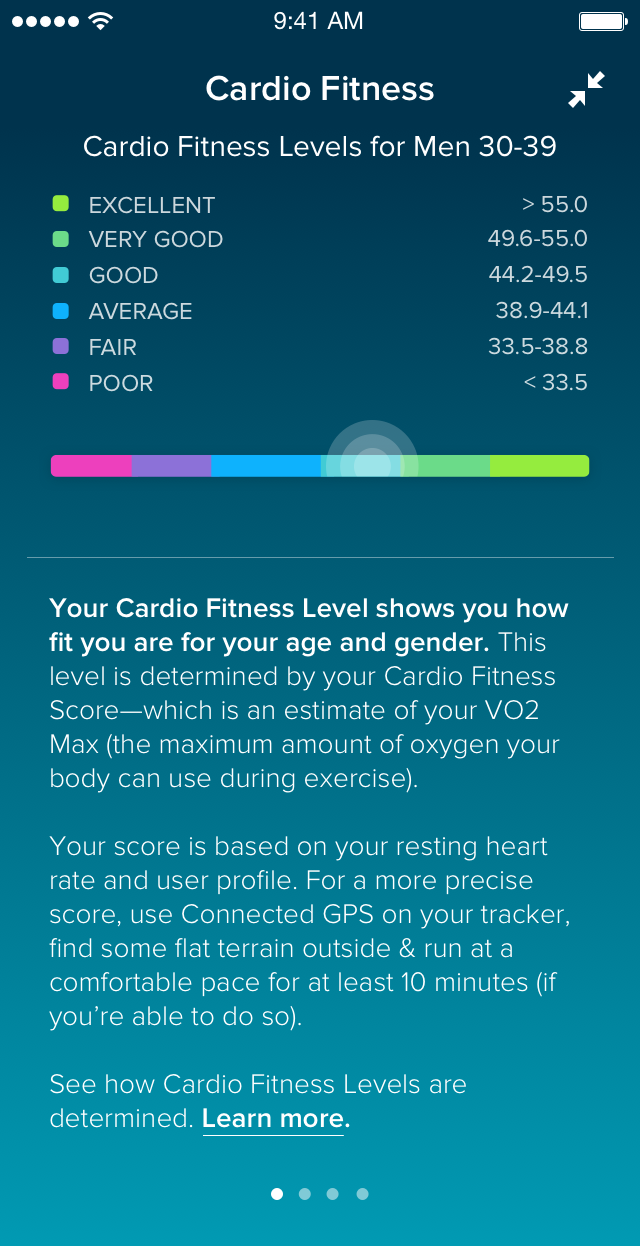 9:41 AM
Cardio Fitness
Cardio Fitness Levels for Men 30-39
EXCELLENT > 55.0
VERY GOOD 49.6-55.0
GOOD 44.2-49.5
AVERAGE 38.9-44.1
FAIR 33.5-38.8
POOR < 33.5
Your Cardio Fitness Level shows you how
fit you are for your age and gender. This
level is determined by your Cardio Fitness
Score—which is an estimate of your VO2
Max (the maximum amount of oxygen your
body can use during exercise).
Your score is based on your resting heart
rate and user profile. For a more precise
score, use Connected GPS on your tracker,
find some flat terrain outside & run at a
comfortable pace for at least 10 minutes (if
you’re able to do so).
See how Cardio Fitness Levels are
determined. Learn more.